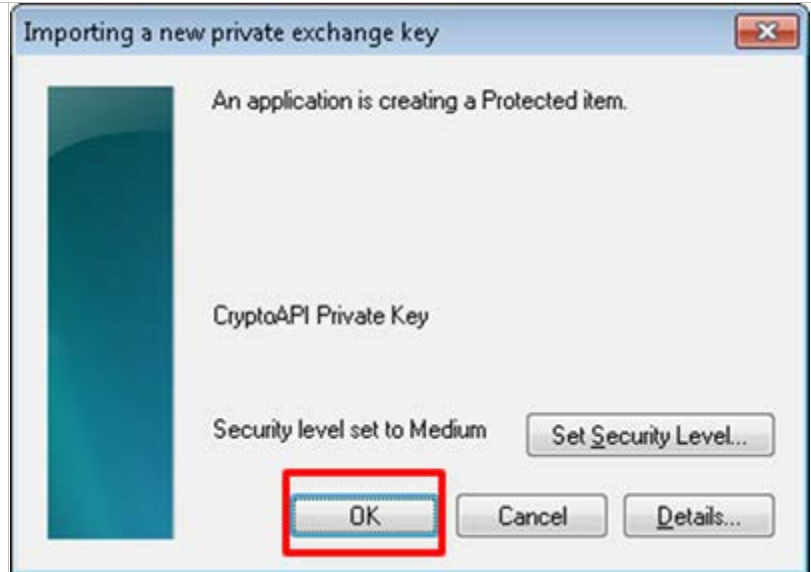 Importing a new private exchange key
An application is creating a Protected item.
CryptoAPI Private Key
Security level set to Medium
Set Security Level...
OK
Cancel
Details...